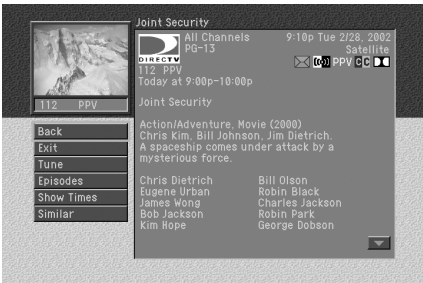 Joint Security
All Channels 9:10p Tue 2/28, 2002
PG-13 Satellite
DIRECTV PPV CC
112 PPV
Today at 9:00p-10:00p
112 PPV
Joint Security
Action/Adventure, Movie (2000)
Chris Kim, Bill Johnson, Jim Dietrich.
A spaceship comes under attack by a
mysterious force.
Back
Exit
Tune
Episodes
Show Times
Similar
Chris Dietrich Bill Olson
Eugene Urban Robin Black
James Wong Charles Jackson
Bob Jackson Robin Park
Kim Hope George Dobson